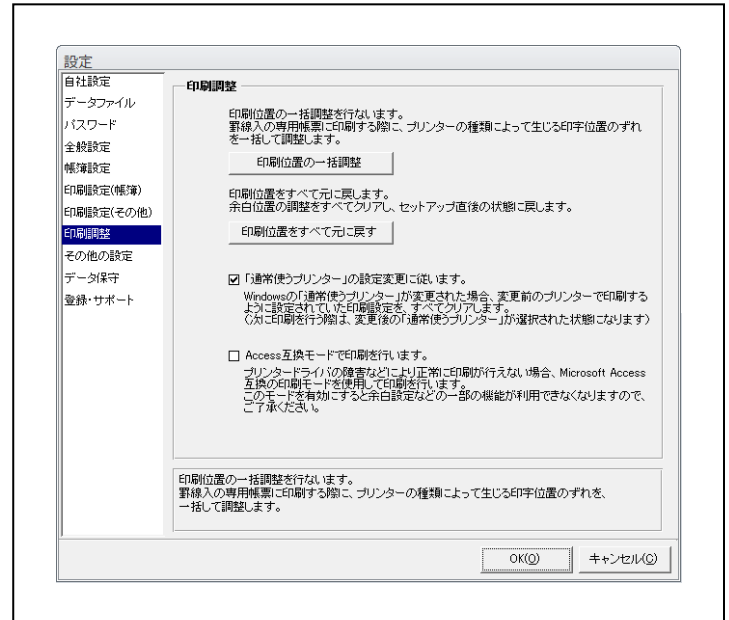 設定
自社設定
データファイル
パスワード
全般設定
帳簿設定
印刷設定(帳簿)
印刷設定(その他)
印刷調整
その他の設定
データ保守
登録・サポート
印刷調整
印刷位置の一括調整を行ないます。
罫線入の専用帳票に印刷する際に、プリンターの種類によって生じる印字位置のずれ
を一括して調整します。
印刷位置の一括調整
印刷位置をすべて元に戻します。
余白位置の調整をすべてクリアし、セットアップ直後の状態に戻します。
印刷位置をすべて元に戻す
「通常使うプリンター」の設定変更に従います。
Windowsの「通常使うプリンター」が変更された場合、変更前のプリンターで印刷する
ように設定されていた印刷設定を、すべてクリアします。
(次に印刷を行う際は、変更後の「通常使うプリンター」が選択された状態になります)
Access互換モードで印刷を行います。
プリンタードライバの障害などにより正常に印刷が行えない場合、Microsoft Access
互換の印刷モードを使用して印刷を行います。
このモードを有効にすると余白設定などの一部の機能が利用できなくなりますので、
ご了承ください。
印刷位置の一括調整を行ないます。
罫線入の専用帳票に印刷する際に、プリンターの種類によって生じる印字位置のずれを、
一括して調整します。
OK(O)
キャンセル(C)